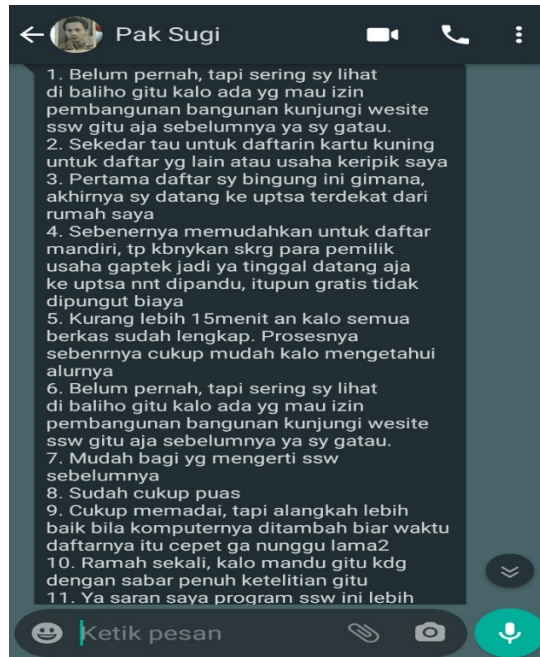 Pak Sugi
1. Belum pernah, tapi sering sy lihat
di baliho gitu kalo ada yg mau izin
pembangunan bangunan kunjungi wesite
ssw gitu aja sebelumnya ya sy gatau.
2. Sekedar tau untuk daftarin kartu kuning
untuk daftar yg lain atau usaha keripik saya
3. Pertama daftar sy bingung ini gimana,
akhirnya sy datang ke uptsa terdekat dari
rumah saya
4. Sebenernya memudahkan untuk daftar
mandiri, tp kbnykan skrg para pemilik
usaha gaptek jadi ya tinggal datang aja
ke uptsa nnt dipandu, itupun gratis tidak
dipungut biaya
5. Kurang lebih 15menit an kalo semua
berkas sudah lengkap. Prosesnya
sebenrnya cukup mudah kalo mengetahui
alurnya
6. Belum pernah, tapi sering sy lihat
di baliho gitu kalo ada yg mau izin
pembangunan bangunan kunjungi wesite
ssw gitu aja sebelumnya ya sy gatau.
7. Mudah bagi yg mengerti ssw
sebelumnya
8. Sudah cukup puas
9. Cukup memadai, tapi alangkah lebih
baik bila komputernya ditambah biar waktu
daftarnya itu cepet ga nunggu lama2
10. Ramah sekali, kalo mandu gitu kdg
dengan sabar penuh ketelitian gitu
11. Ya saran saya program ssw ini lebih
Ketik pesan